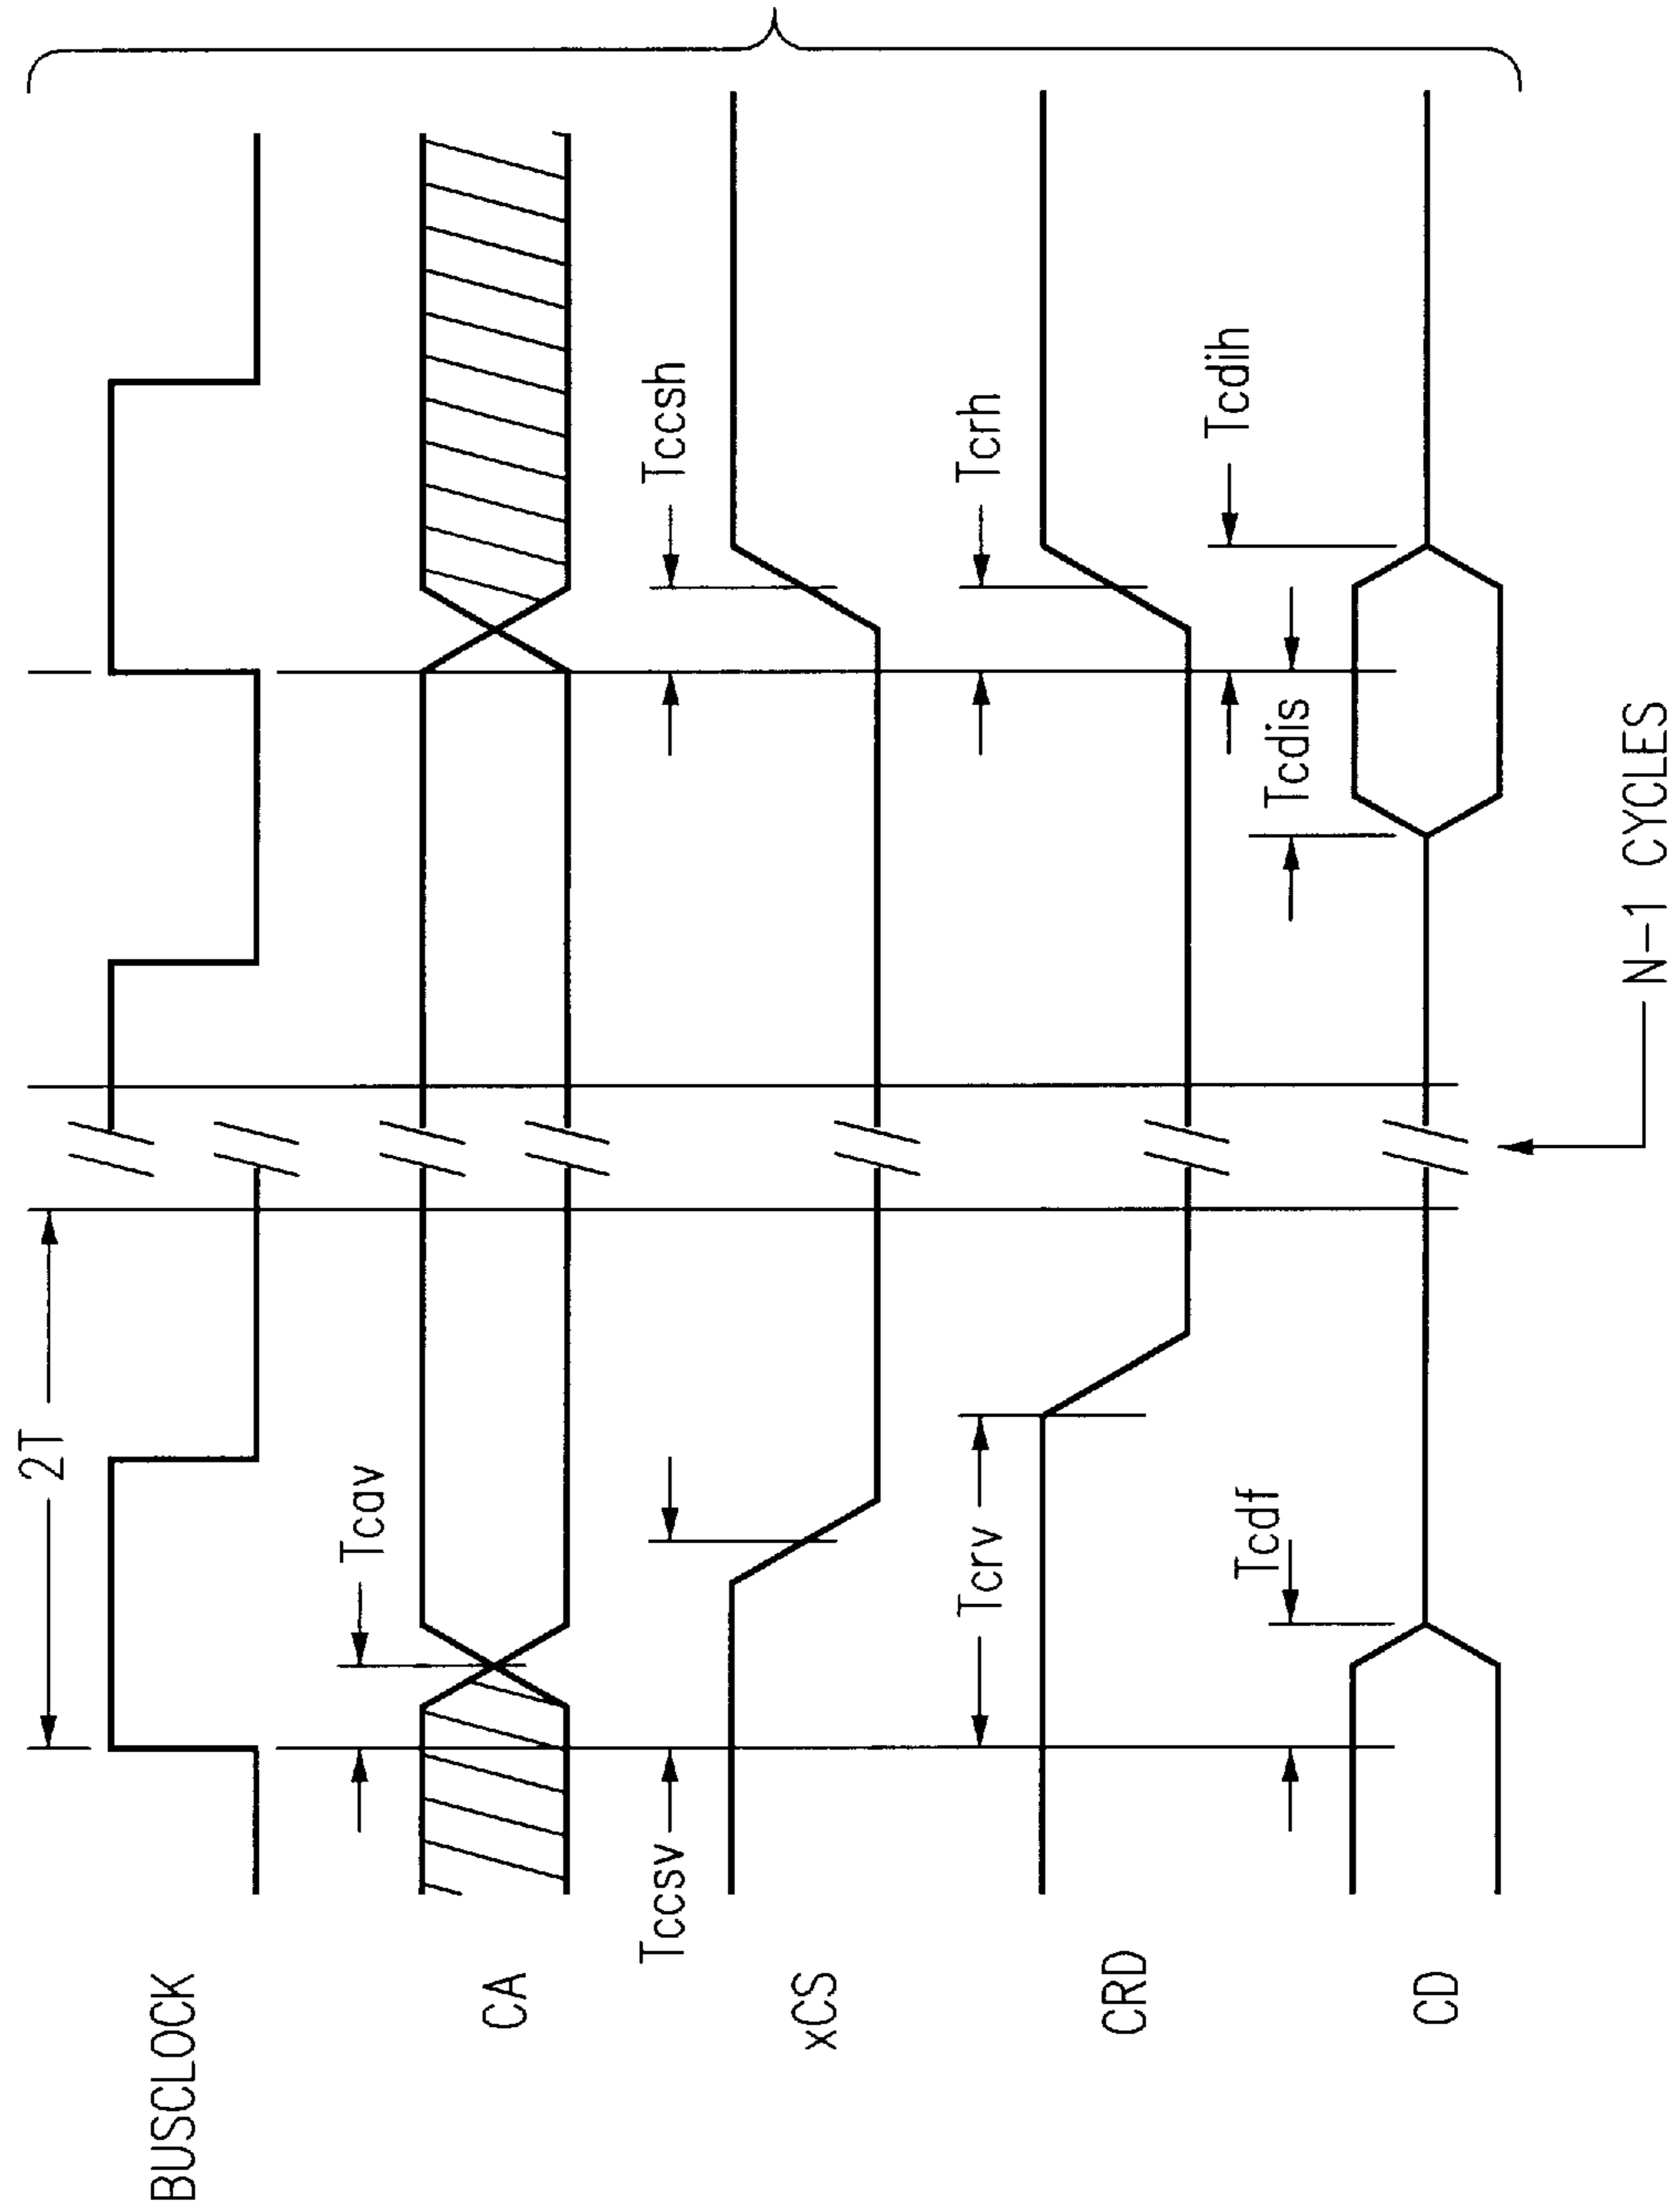 2T
BUSCLOCK
Tcav
CA
Tccsv
Tccsh
xCS
Tcrv
Tcrh
CRD
Tcdf
Tcdis
Tcdih
CD
N-1 CYCLES